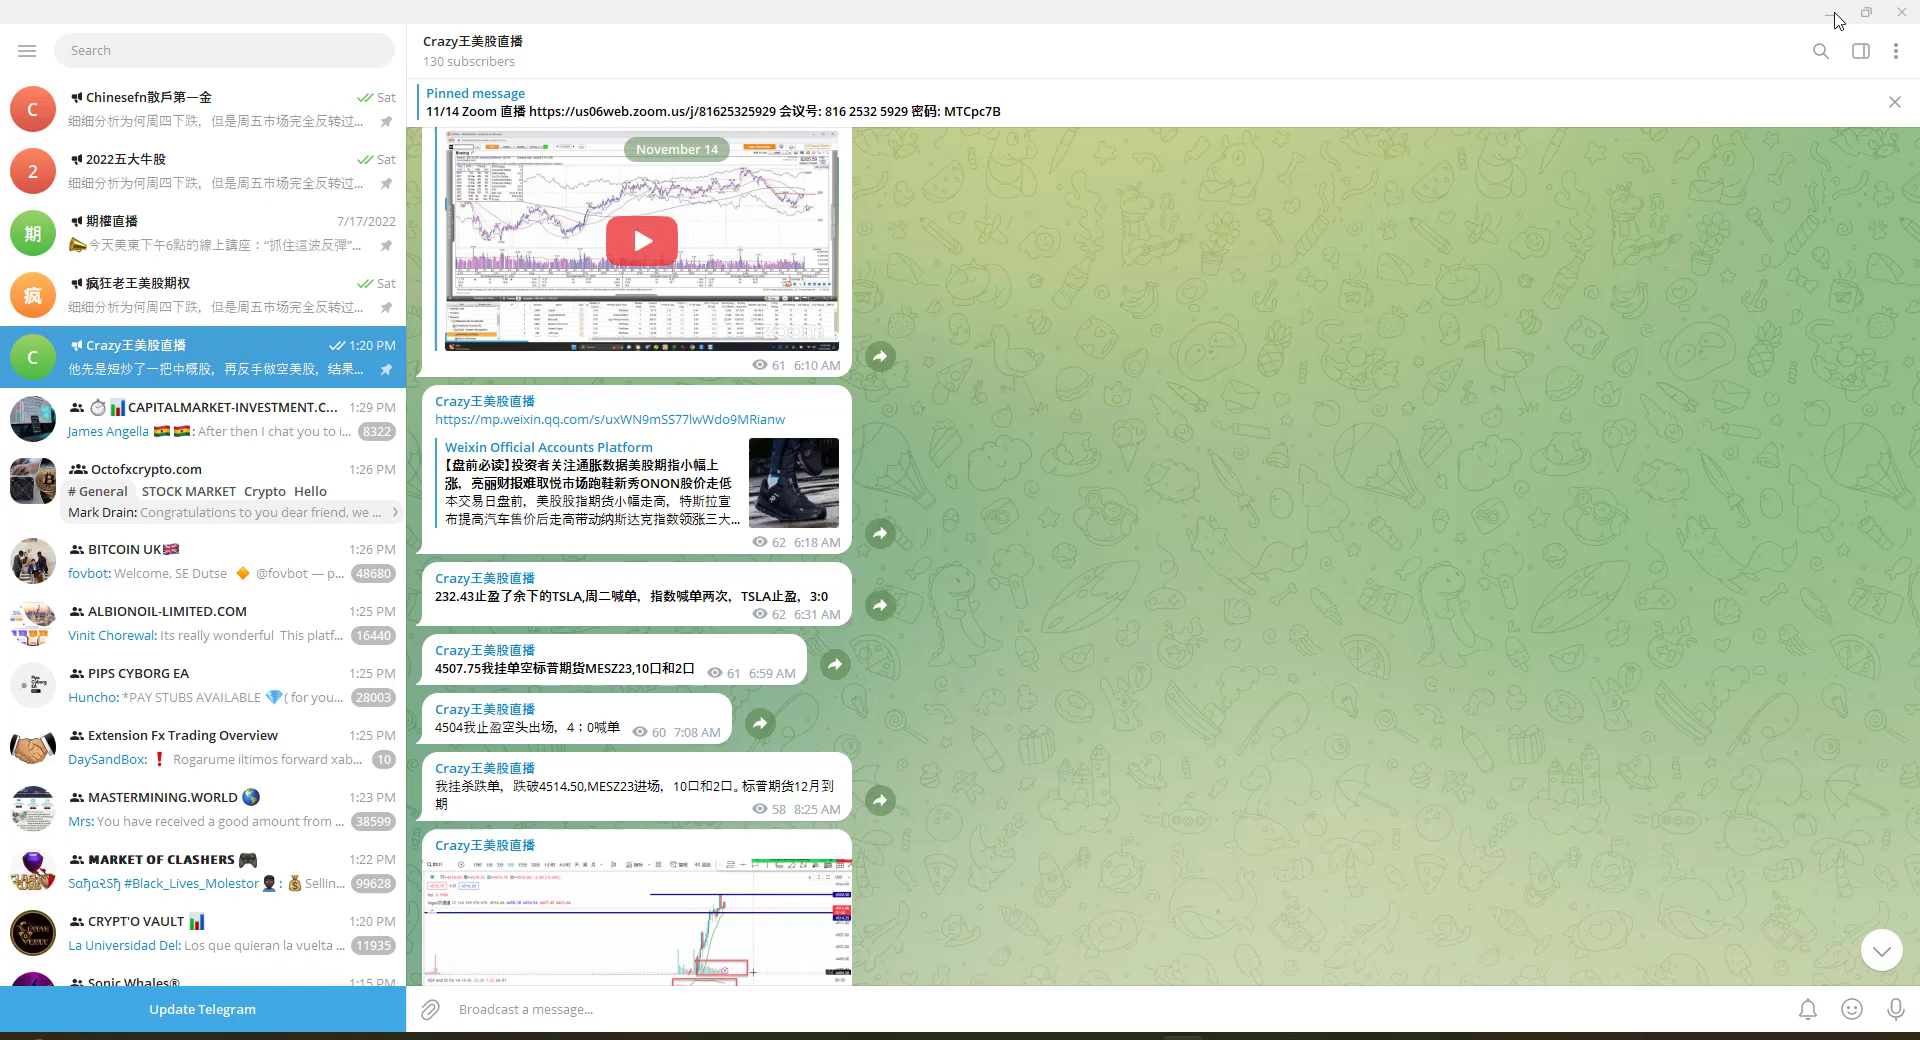 Search
Chinesefn散戶第一金
Sat
细细分析为何周四下跌，但是周五市场完全反转过...
2
2022五大牛股
Sat
细细分析为何周四下跌，但是周五市场完全反转过...
期
期權直播
7/17/2022
今天美東下午6點的線上講座：“抓住這波反彈”...
疯
疯狂老王美股期权
Sat
细细分析为何周四下跌，但是周五市场完全反转过...
C
Crazy王美股直播
1:20 PM
他先是短炒了一把中概股，再反手做空美股，结果...
CAPITALMARKET-INVESTMENT.C...
1:29 PM
James Angella 🇬🇭🇬🇭: After then I chat you to i...
8322
Octofxcrypto.com
1:26 PM
# General STOCK MARKET Crypto Hello
Mark Drain: Congratulations to you dear friend, we ...
BITCOIN UK🇬🇧
1:26 PM
fovbot: Welcome, SE Dutse 🔶 @fovbot — p...
48680
ALBIONOIL-LIMITED.COM
1:25 PM
Vinit Chorewal: Its really wonderful This platf...
16440
PIPS CYBORG EA
1:25 PM
Huncho: *PAY STUBS AVAILABLE 💎( for you...
28003
Extension Fx Trading Overview
1:25 PM
DaySandBox: ❗ Rogarume iltimos forward xab...
10
MASTERMINING.WORLD 🌎
1:23 PM
Mrs: You have received a good amount from ...
38599
MARKET OF CLASHERS 🎮
1:22 PM
#Black_Lives_Molestor : 💰 Sellin...
99628
CRYPT'O VAULT 📊
1:20 PM
La Universidad Del: Los que quieran la vuelta ...
11935
Sonic Whales®
1:15 PM
Update Telegram
Crazy王美股直播
130 subscribers
Pinned message
11/14 Zoom 直播 https://us06web.zoom.us/j/81625325929 会议号: 816 2532 5929 密码: MTCpc7B
November 14
61 6:10 AM
Crazy王美股直播
https://mp.weixin.qq.com/s/uxWN9mSS77lwWdo9MRianw
Weixin Official Accounts Platform
【盘前必读】投资者关注通胀数据美股期指小幅上
涨，亮丽财报难取悦市场跑鞋新秀ONON股价走低
本交易日盘前，美股股指期货小幅走高，特斯拉宣
布提高汽车售价后走高带动纳斯达克指数领涨三大...
62 6:18 AM
Crazy王美股直播
232.43止盈了余下的TSLA,周二喊单，指数喊单两次，TSLA止盈，3:0
62 6:31 AM
Crazy王美股直播
4507.75我挂单空标普期货MESZ23,10口和2口
61 6:59 AM
Crazy王美股直播
4504我止盈空头出场，4；0喊单
60 7:08 AM
Crazy王美股直播
我挂杀跌单，跌破4514.50,MESZ23进场，10口和2口。标普期货12月到
期
58 8:25 AM
Crazy王美股直播
Broadcast a message...